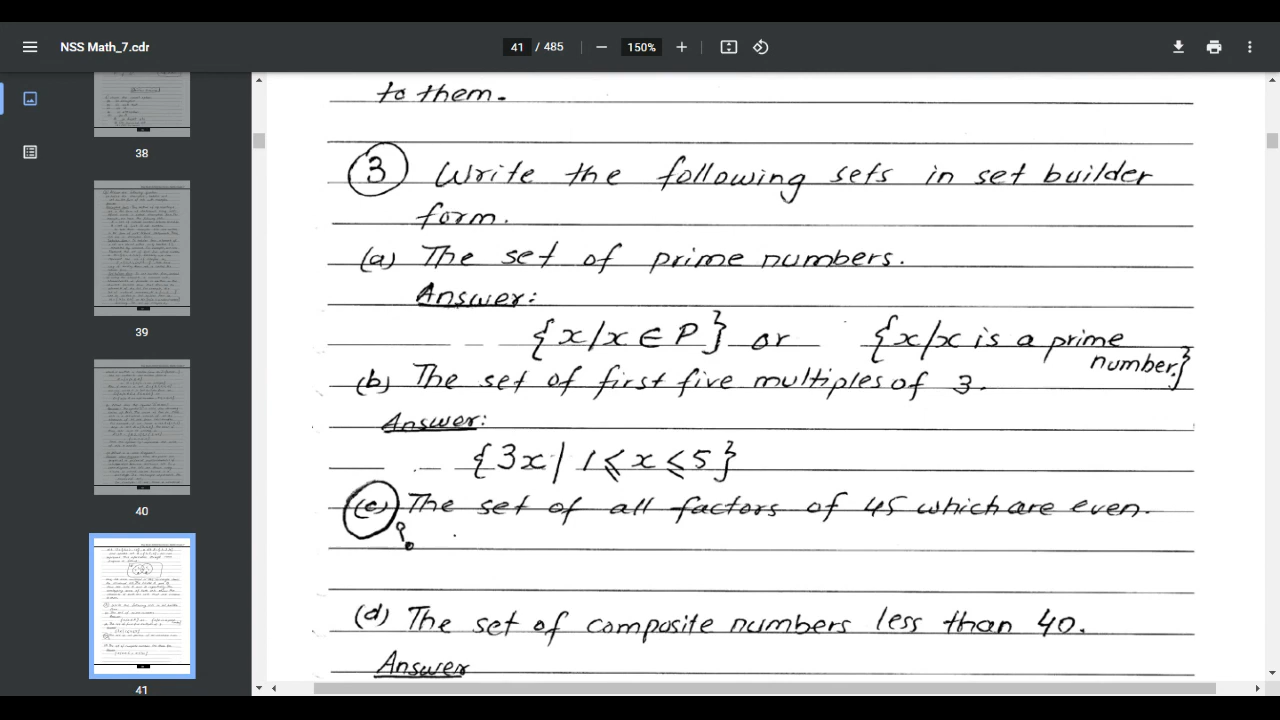 NSS Math_7.cdr
41 / 485
150%
to them.
38
3 Write the following sets in set builder
form.
(a) The set of prime numbers.
Answer:
39
{x/x ∈ P} or {x/x is a prime
number.}
(b) The set of first five multiples of 3.
Answer:
{3x | 1 ⩽ x ⩽ 5}
40
(c) The set of all factors of 45 which are even.
?
(d) The set of composite numbers less than 40.
Answer
41